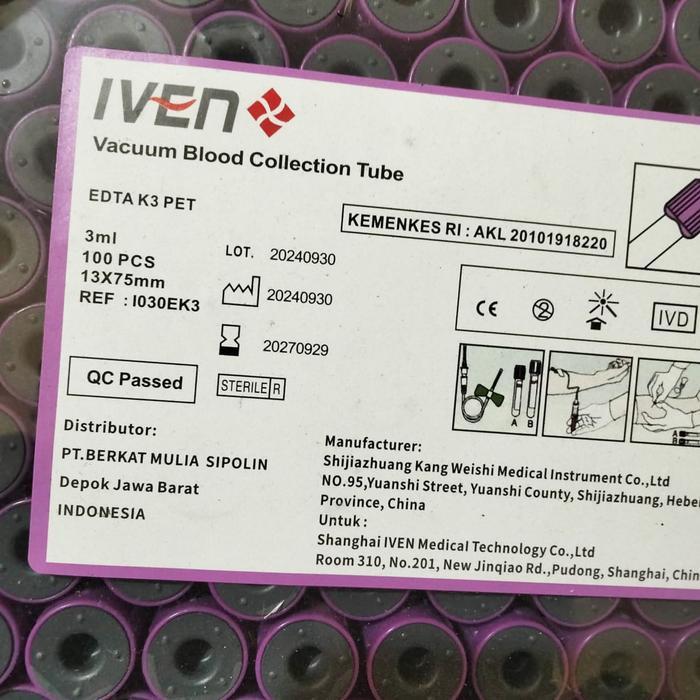 IVEN
Vacuum Blood Collection Tube
EDTA K3 PET
KEMENKES RI : AKL 20101918220
3ml
100 PCS
13X75mm
REF : I030EK3
LOT. 20240930
20240930
20270929
CE
2
IVD
QC Passed
STERILE R
A B
A
B
Distributor:
PT.BERKAT MULIA SIPOLIN
Depok Jawa Barat
INDONESIA
Manufacturer:
Shijiazhuang Kang Weishi Medical Instrument Co.,Ltd
NO.95,Yuanshi Street, Yuanshi County, Shijiazhuang, Hebe
Province, China
Untuk :
Shanghai IVEN Medical Technology Co.,Ltd
Room 310, No.201, New Jinqiao Rd.,Pudong, Shanghai, Chin